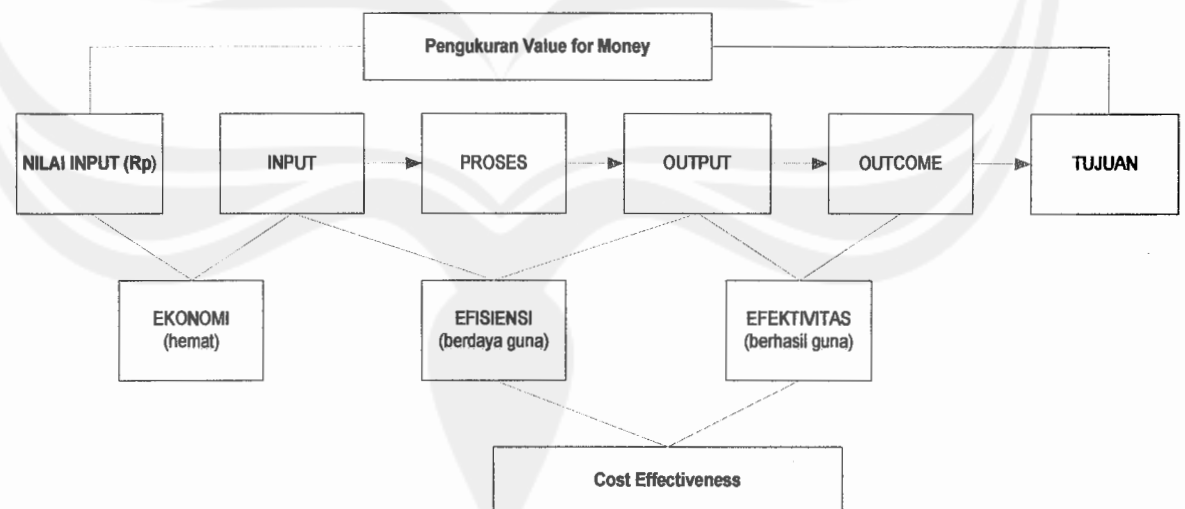 Pengukuran Value for Money
NILAI INPUT (Rp)
INPUT
PROSES
OUTPUT
OUTCOME
TUJUAN
EKONOMI
(hemat)
EFISIENSI
(berdaya guna)
EFEKTIVITAS
(berhasil guna)
Cost Effectiveness